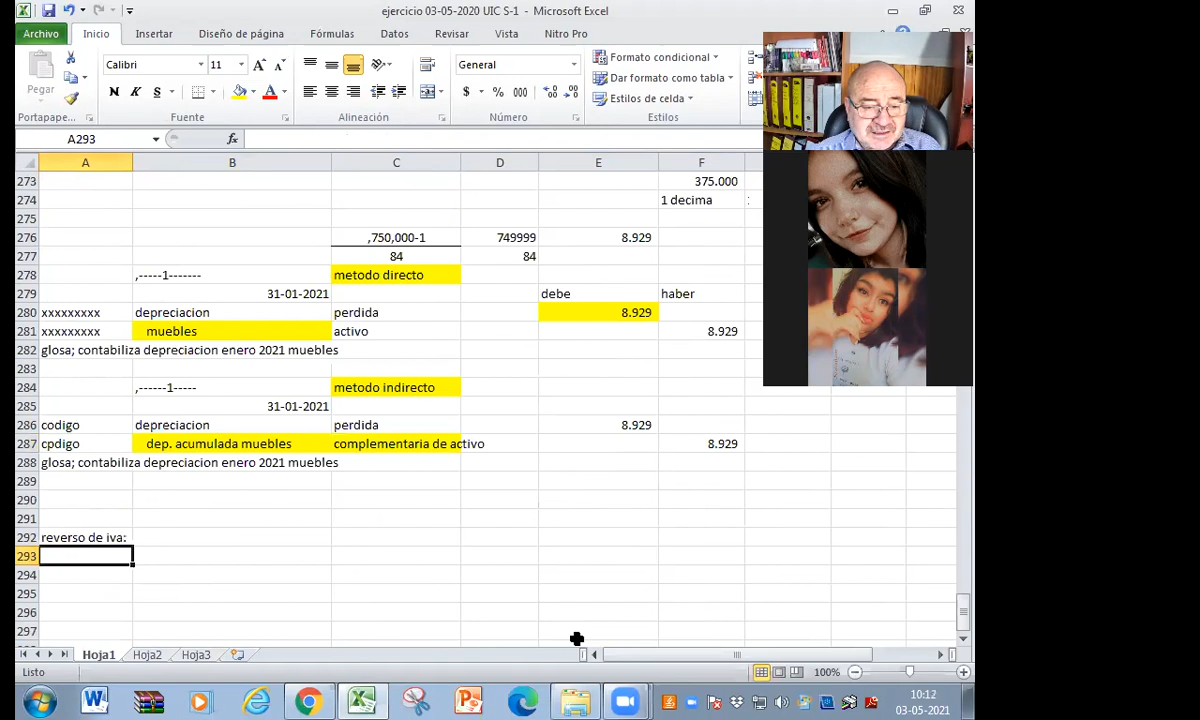 ejercicio 03-05-2020 UIC S-1 - Microsoft Excel
Archivo Inicio Insertar Diseño de página Fórmulas Datos Revisar Vista Nitro Pro
Pegar
Calibri 11 A A
General
Formato condicional
Dar formato como tabla
Estilos de celda
N K S A $ % 000
Portapape... Fuente Alineación Número Estilos
A293 fx
A B C D E F
273 375.000
274 1 decima
275
276 ,750,000-1 749999 8.929
277 84 84
278 ,-----1------- metodo directo
279 31-01-2021 debe haber
280 xxxxxxxxx depreciacion perdida 8.929
281 xxxxxxxxx muebles activo 8.929
282 glosa; contabiliza depreciacion enero 2021 muebles
283
284 ,------1----- metodo indirecto
285 31-01-2021
286 codigo depreciacion perdida 8.929
287 cpdigo dep. acumulada muebles complementaria de activo 8.929
288 glosa; contabiliza depreciacion enero 2021 muebles
289
290
291
292 reverso de iva:
293
294
295
296
297
Hoja1 Hoja2 Hoja3
Listo 100%
10:12
03-05-2021